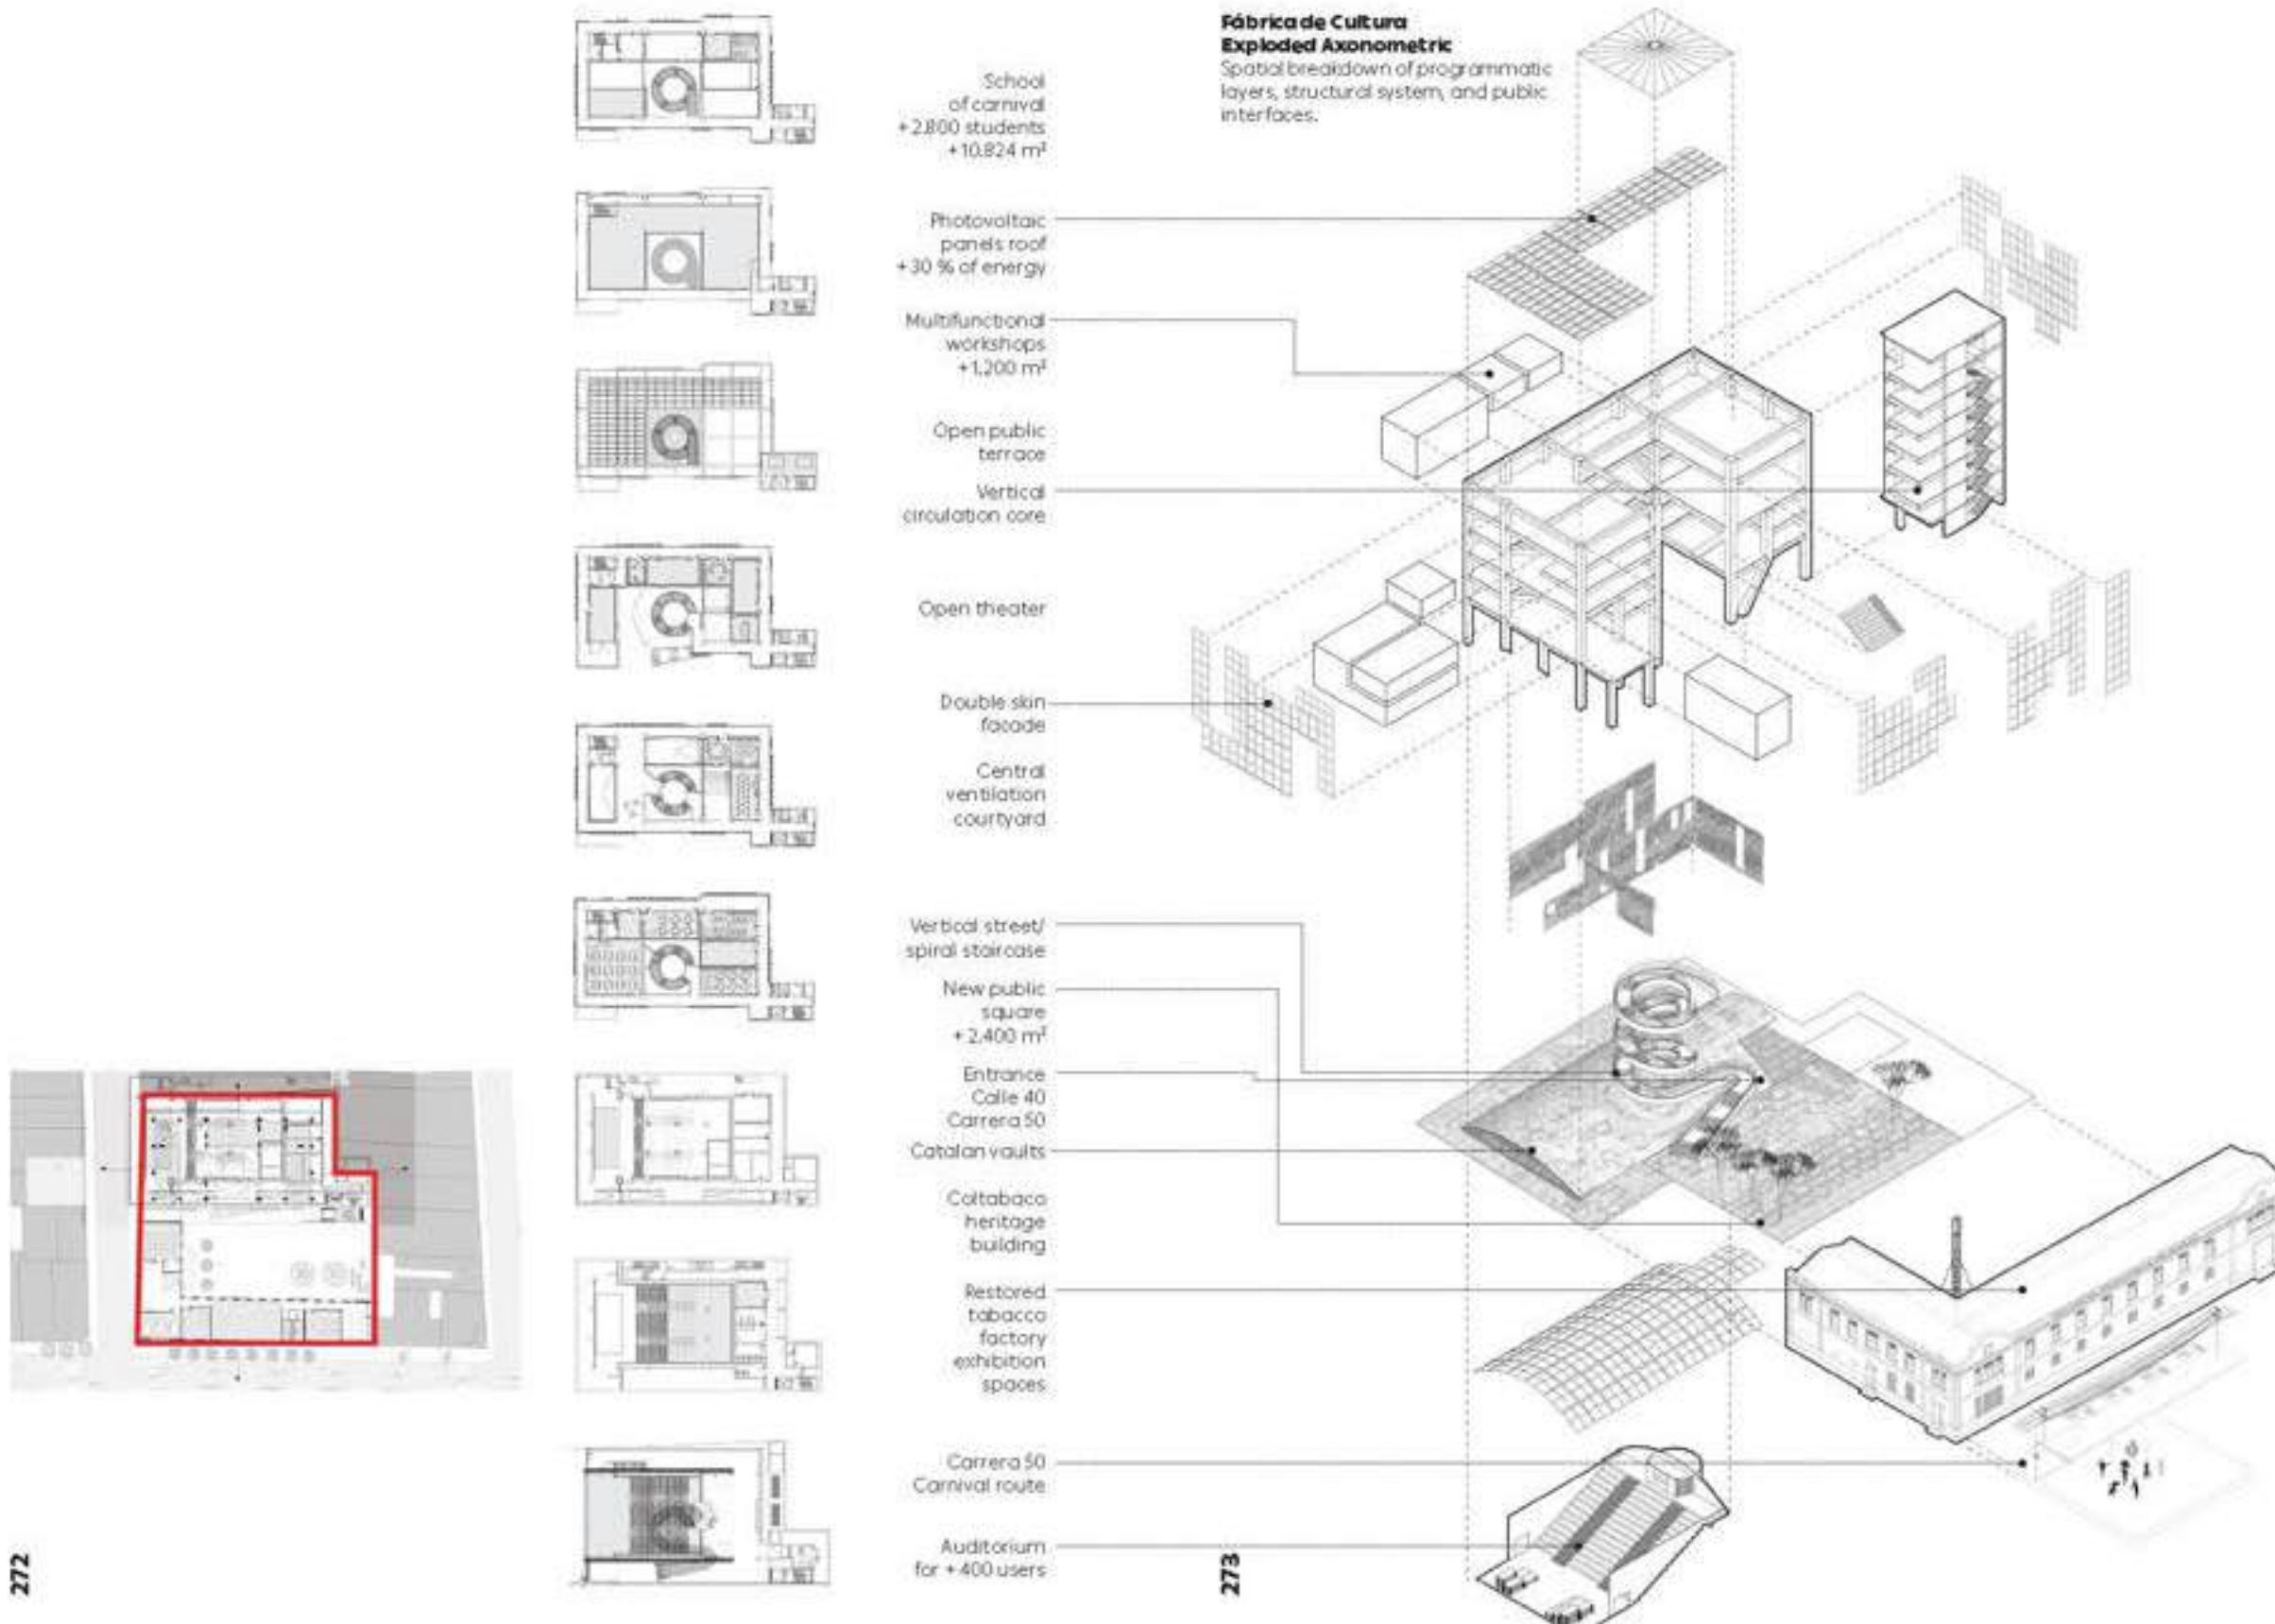 Fábrica de Cultura
Exploded Axonometric
Spatial breakdown of programmatic
layers, structural system, and public
interfaces.
School
of carnival
+2.800 students
+10.824 m²
Photovoltaic
panels roof
+30 % of energy
Multifunctional
workshops
+1.200 m²
Open public
terrace
Vertical
circulation core
Open theater
Double skin
facade
Central
ventilation
courtyard
Vertical street/
spiral staircase
New public
square
+2.400 m²
Entrance
Calle 40
Carrera 50
Catalan vaults
Coltabaco
heritage
building
Restored
tabacco
factory
exhibition
spaces
Carrera 50
Carnival route
Auditorium
for +400 users
272
273